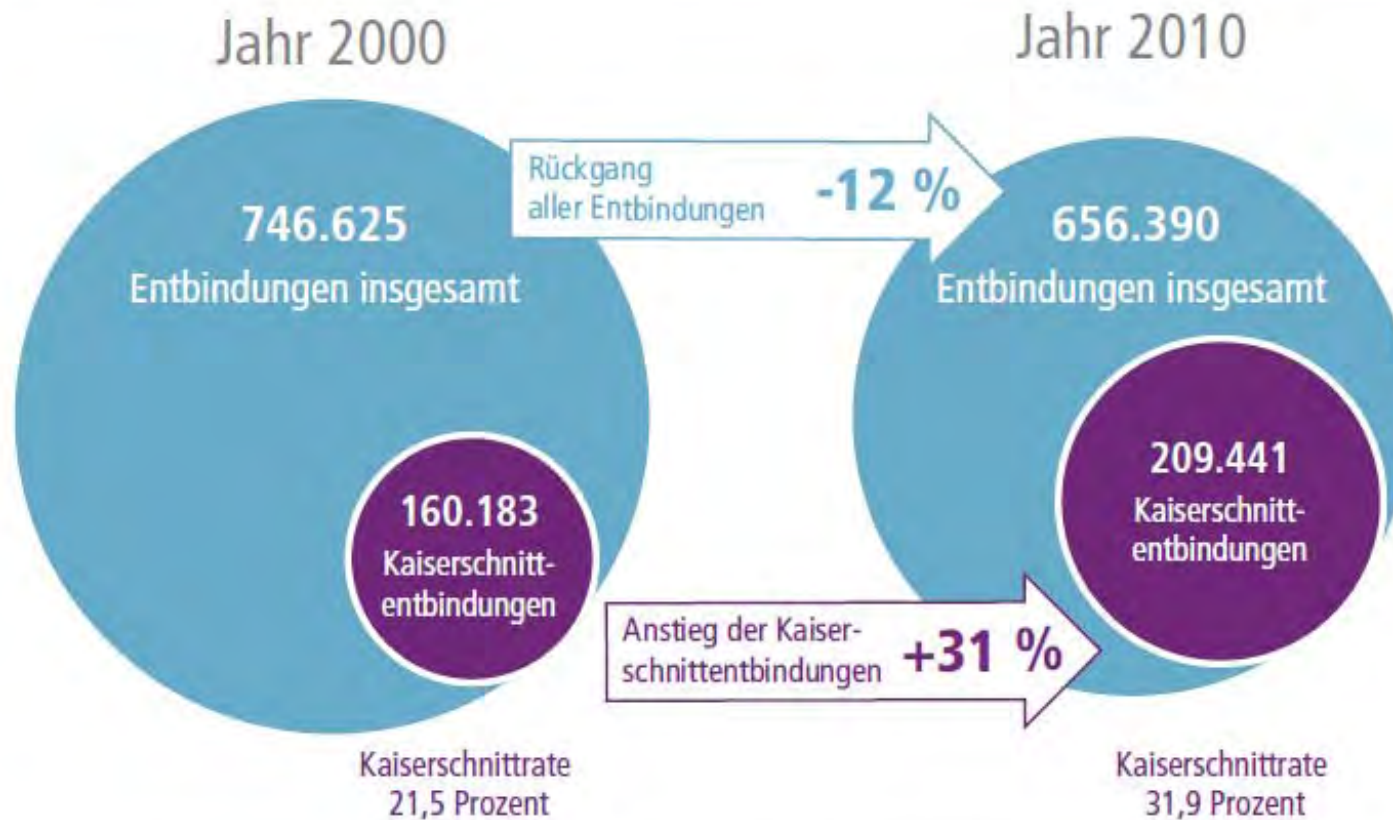 Jahr 2000
746.625
Entbindungen insgesamt
160.183
Kaiserschnitt-
entbindungen
Kaiserschnittrate
21,5 Prozent
Rückgang
aller Entbindungen
-12 %
Anstieg der Kaiser-
schnittentbindungen
+31 %
Jahr 2010
656.390
Entbindungen insgesamt
209.441
Kaiserschnitt-
entbindungen
Kaiserschnittrate
31,9 Prozent